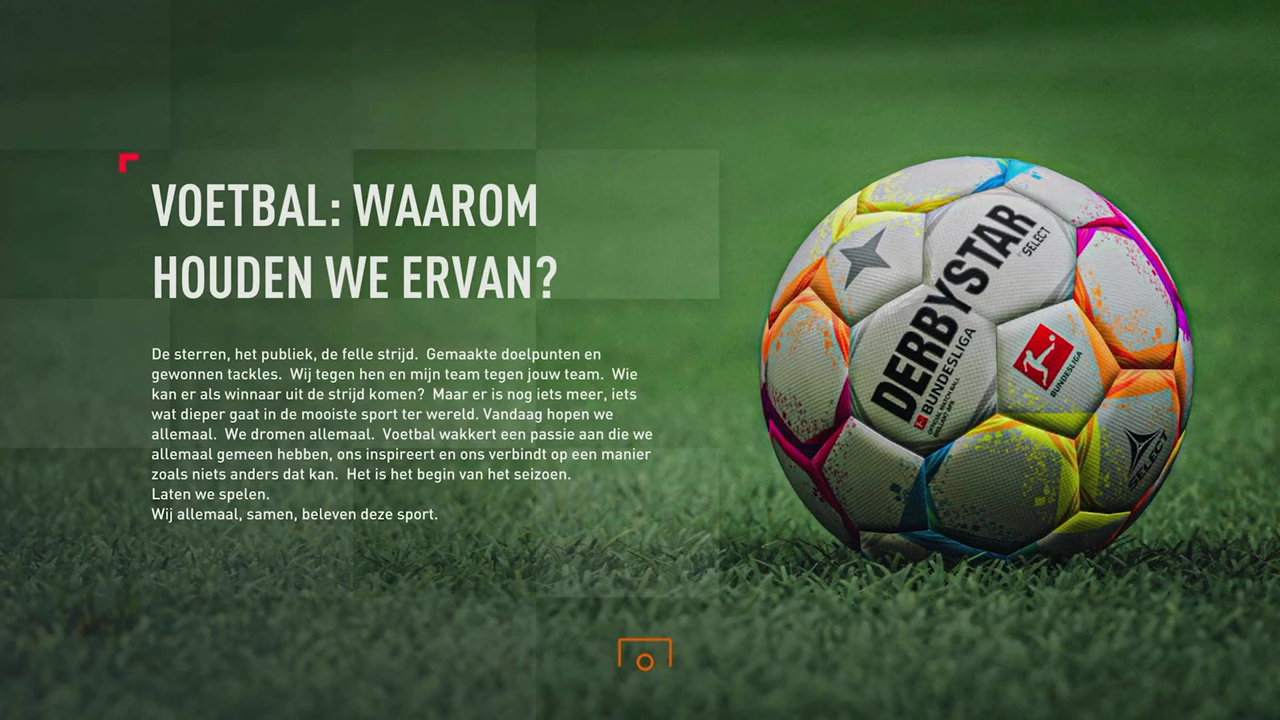 VOETBAL: WAAROM
HOUDEN WE ERVAN?
De sterren, het publiek, de felle strijd.  Gemaakte doelpunten en
gewonnen tackles.  Wij tegen hen en mijn team tegen jouw team.  Wie
kan er als winnaar uit de strijd komen?  Maar er is nog iets meer, iets
wat dieper gaat in de mooiste sport ter wereld. Vandaag hopen we
allemaal.  We dromen allemaal.  Voetbal wakkert een passie aan die we
allemaal gemeen hebben, ons inspireert en ons verbindt op een manier
zoals niets anders dat kan.  Het is het begin van het seizoen.
Laten we spelen.
Wij allemaal, samen, beleven deze sport.
DERBYSTAR
SELECT
BUNDESLIGA
OFFICIAL MATCH BALL
BUNDESLIGA
SELECT